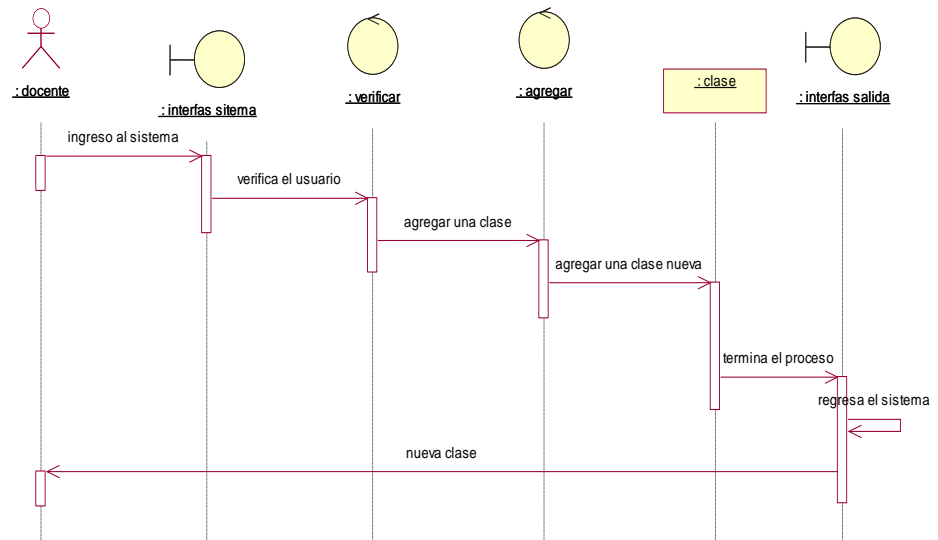 : docente
: interfas sitema
: verificar
: agregar
: clase
: interfas salida
ingreso al sistema
verifica el usuario
agregar una clase
agregar una clase nueva
termina el proceso
regresa el sistema
nueva clase